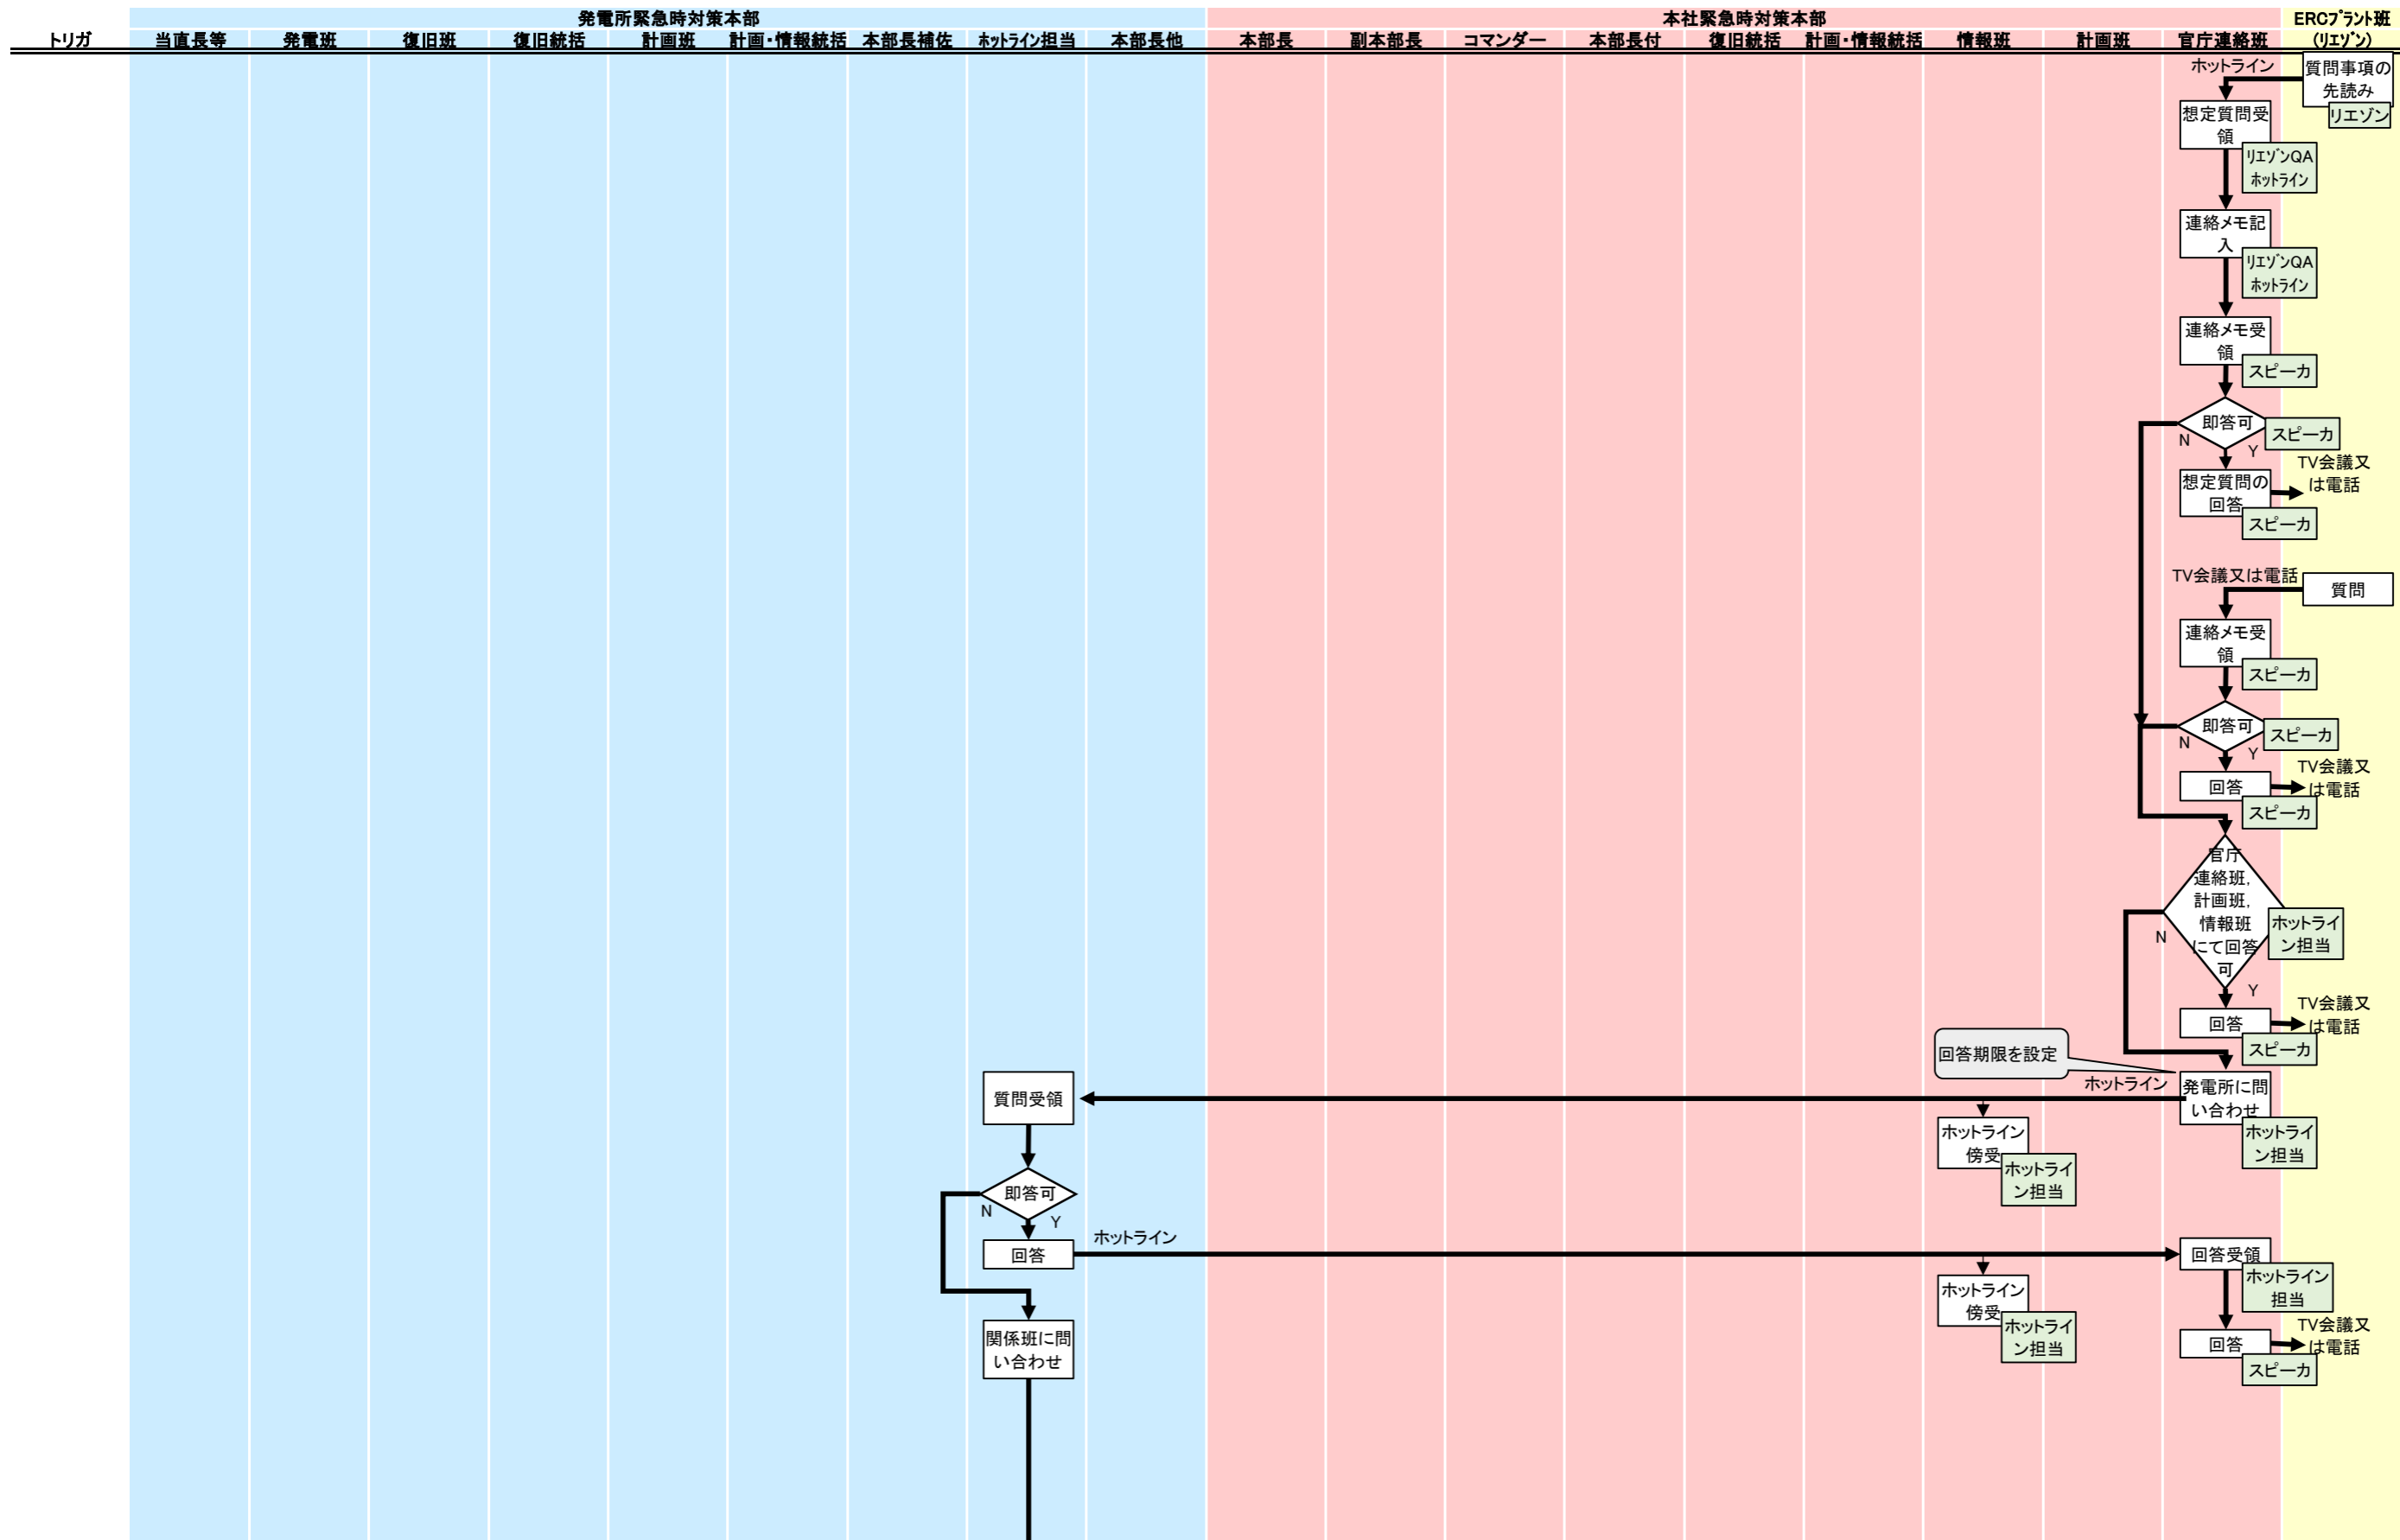 発電所緊急時対策本部
本社緊急時対策本部
ERCプラント班
(リエゾン)
トリガ
当直長等
発電班
復旧班
復旧統括
計画班
計画・情報統括
本部長補佐
ホットライン担当
本部長他
本部長
副本部長
コマンダー
本部長付
復旧統括
計画・情報統括
情報班
計画班
官庁連絡班
ホットライン
質問事項の
先読み
リエゾン
想定質問受
領
リエゾンQA
ホットライン
連絡メモ記
入
リエゾンQA
ホットライン
連絡メモ受
領
スピーカ
即答可
スピーカ
N
Y
TV会議又
は電話
想定質問の
回答
スピーカ
TV会議又は電話
質問
連絡メモ受
領
スピーカ
即答可
スピーカ
N
Y
TV会議又
は電話
回答
スピーカ
官庁
連絡班,
計画班,
情報班
にて回答
可
ホットライ
ン担当
N
Y
TV会議又
は電話
回答
スピーカ
回答期限を設定
ホットライン
発電所に問
い合わせ
ホットライ
ン担当
質問受領
ホットライン
傍受
ホットライ
ン担当
即答可
N
Y
ホットライン
回答
回答受領
ホットライン
担当
ホットライン
傍受
ホットライ
ン担当
関係班に問
い合わせ
TV会議又
は電話
回答
スピーカ